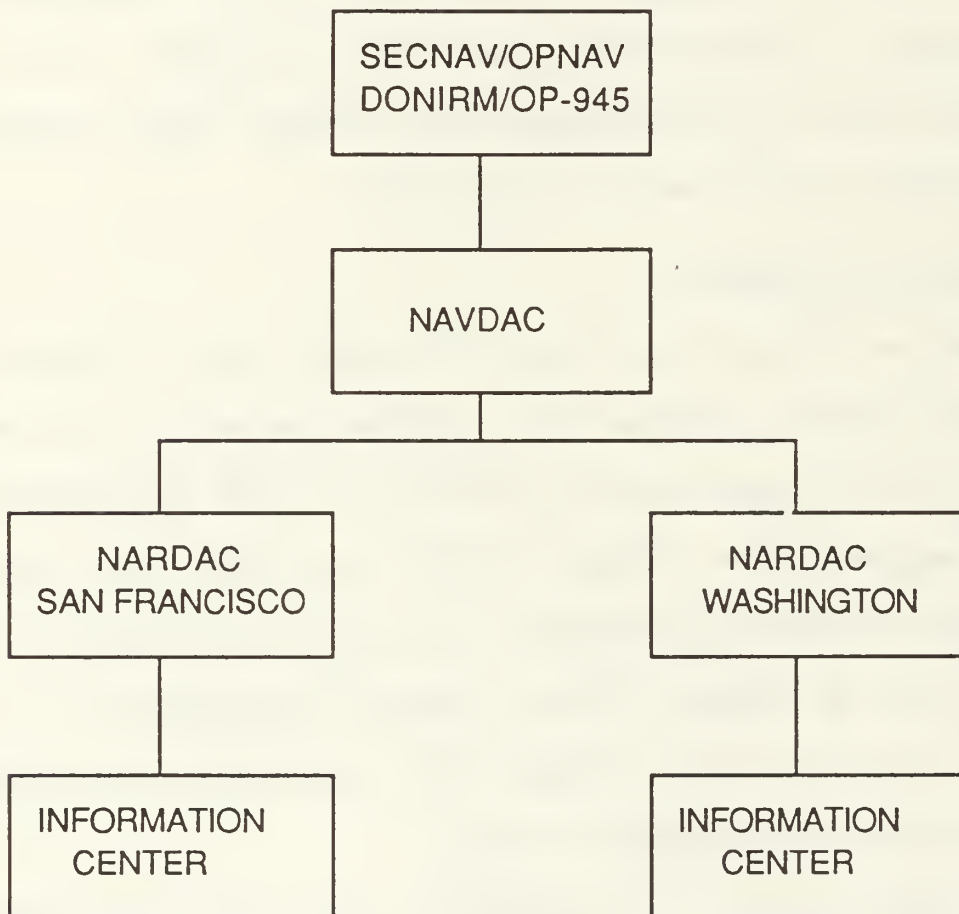 SECNAV/OPNAV
DONIRM/OP-945
NAVDAC
NARDAC
SAN FRANCISCO
NARDAC
WASHINGTON
INFORMATION
CENTER
INFORMATION
CENTER